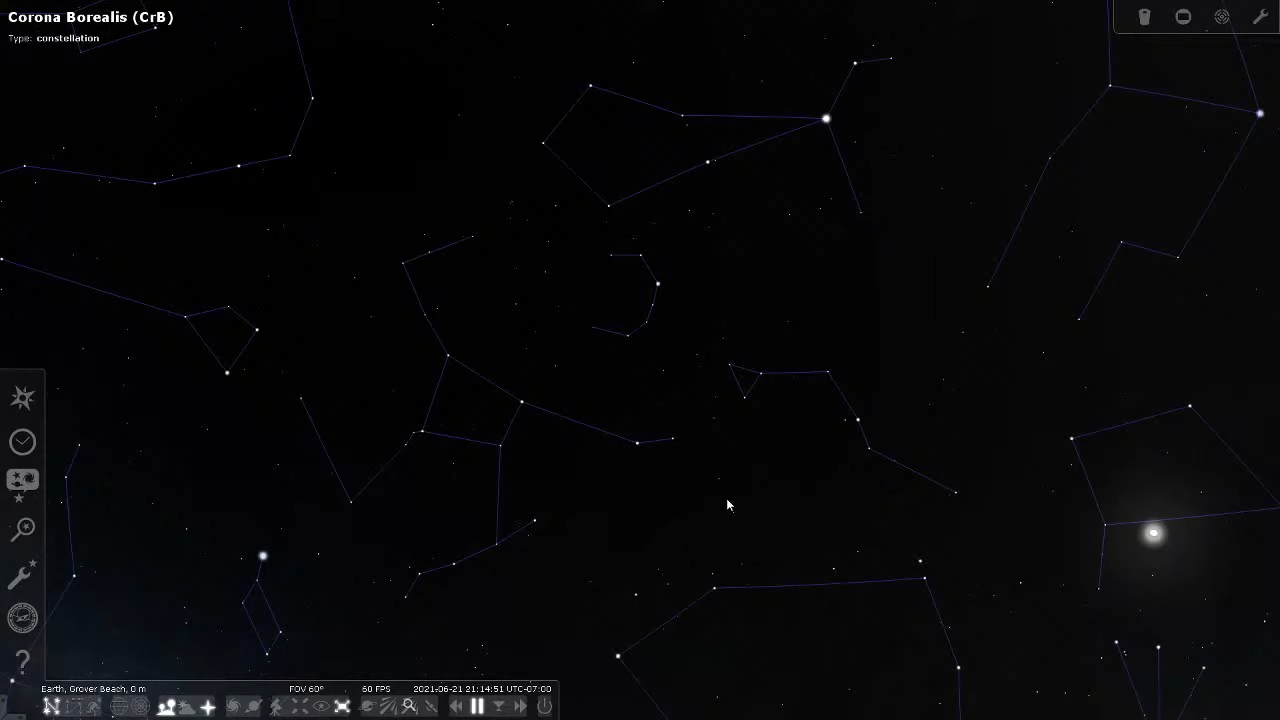 Corona Borealis (CrB)
Type: constellation
Earth, Grover Beach, 0 m FOV 60° 60 FPS 2021-06-21 21:14:51 UTC-07:00